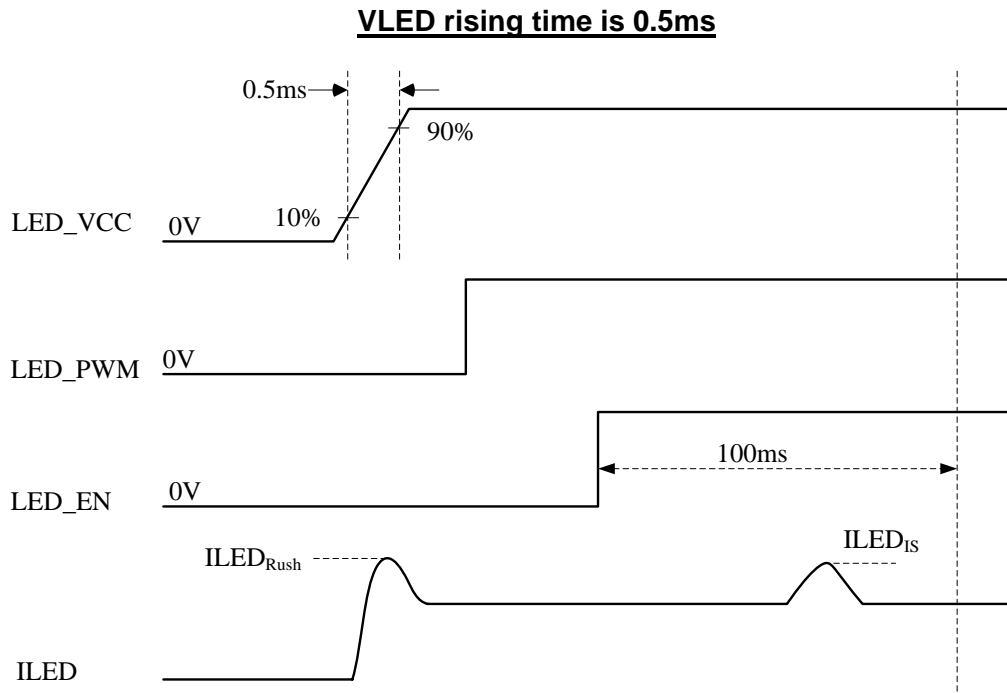 VLED rising time is 0.5ms
0.5ms
90%
10%
LED_VCC
0V
LED_PWM
0V
100ms
LED_EN
0V
ILEDRush
ILEDIS
ILED